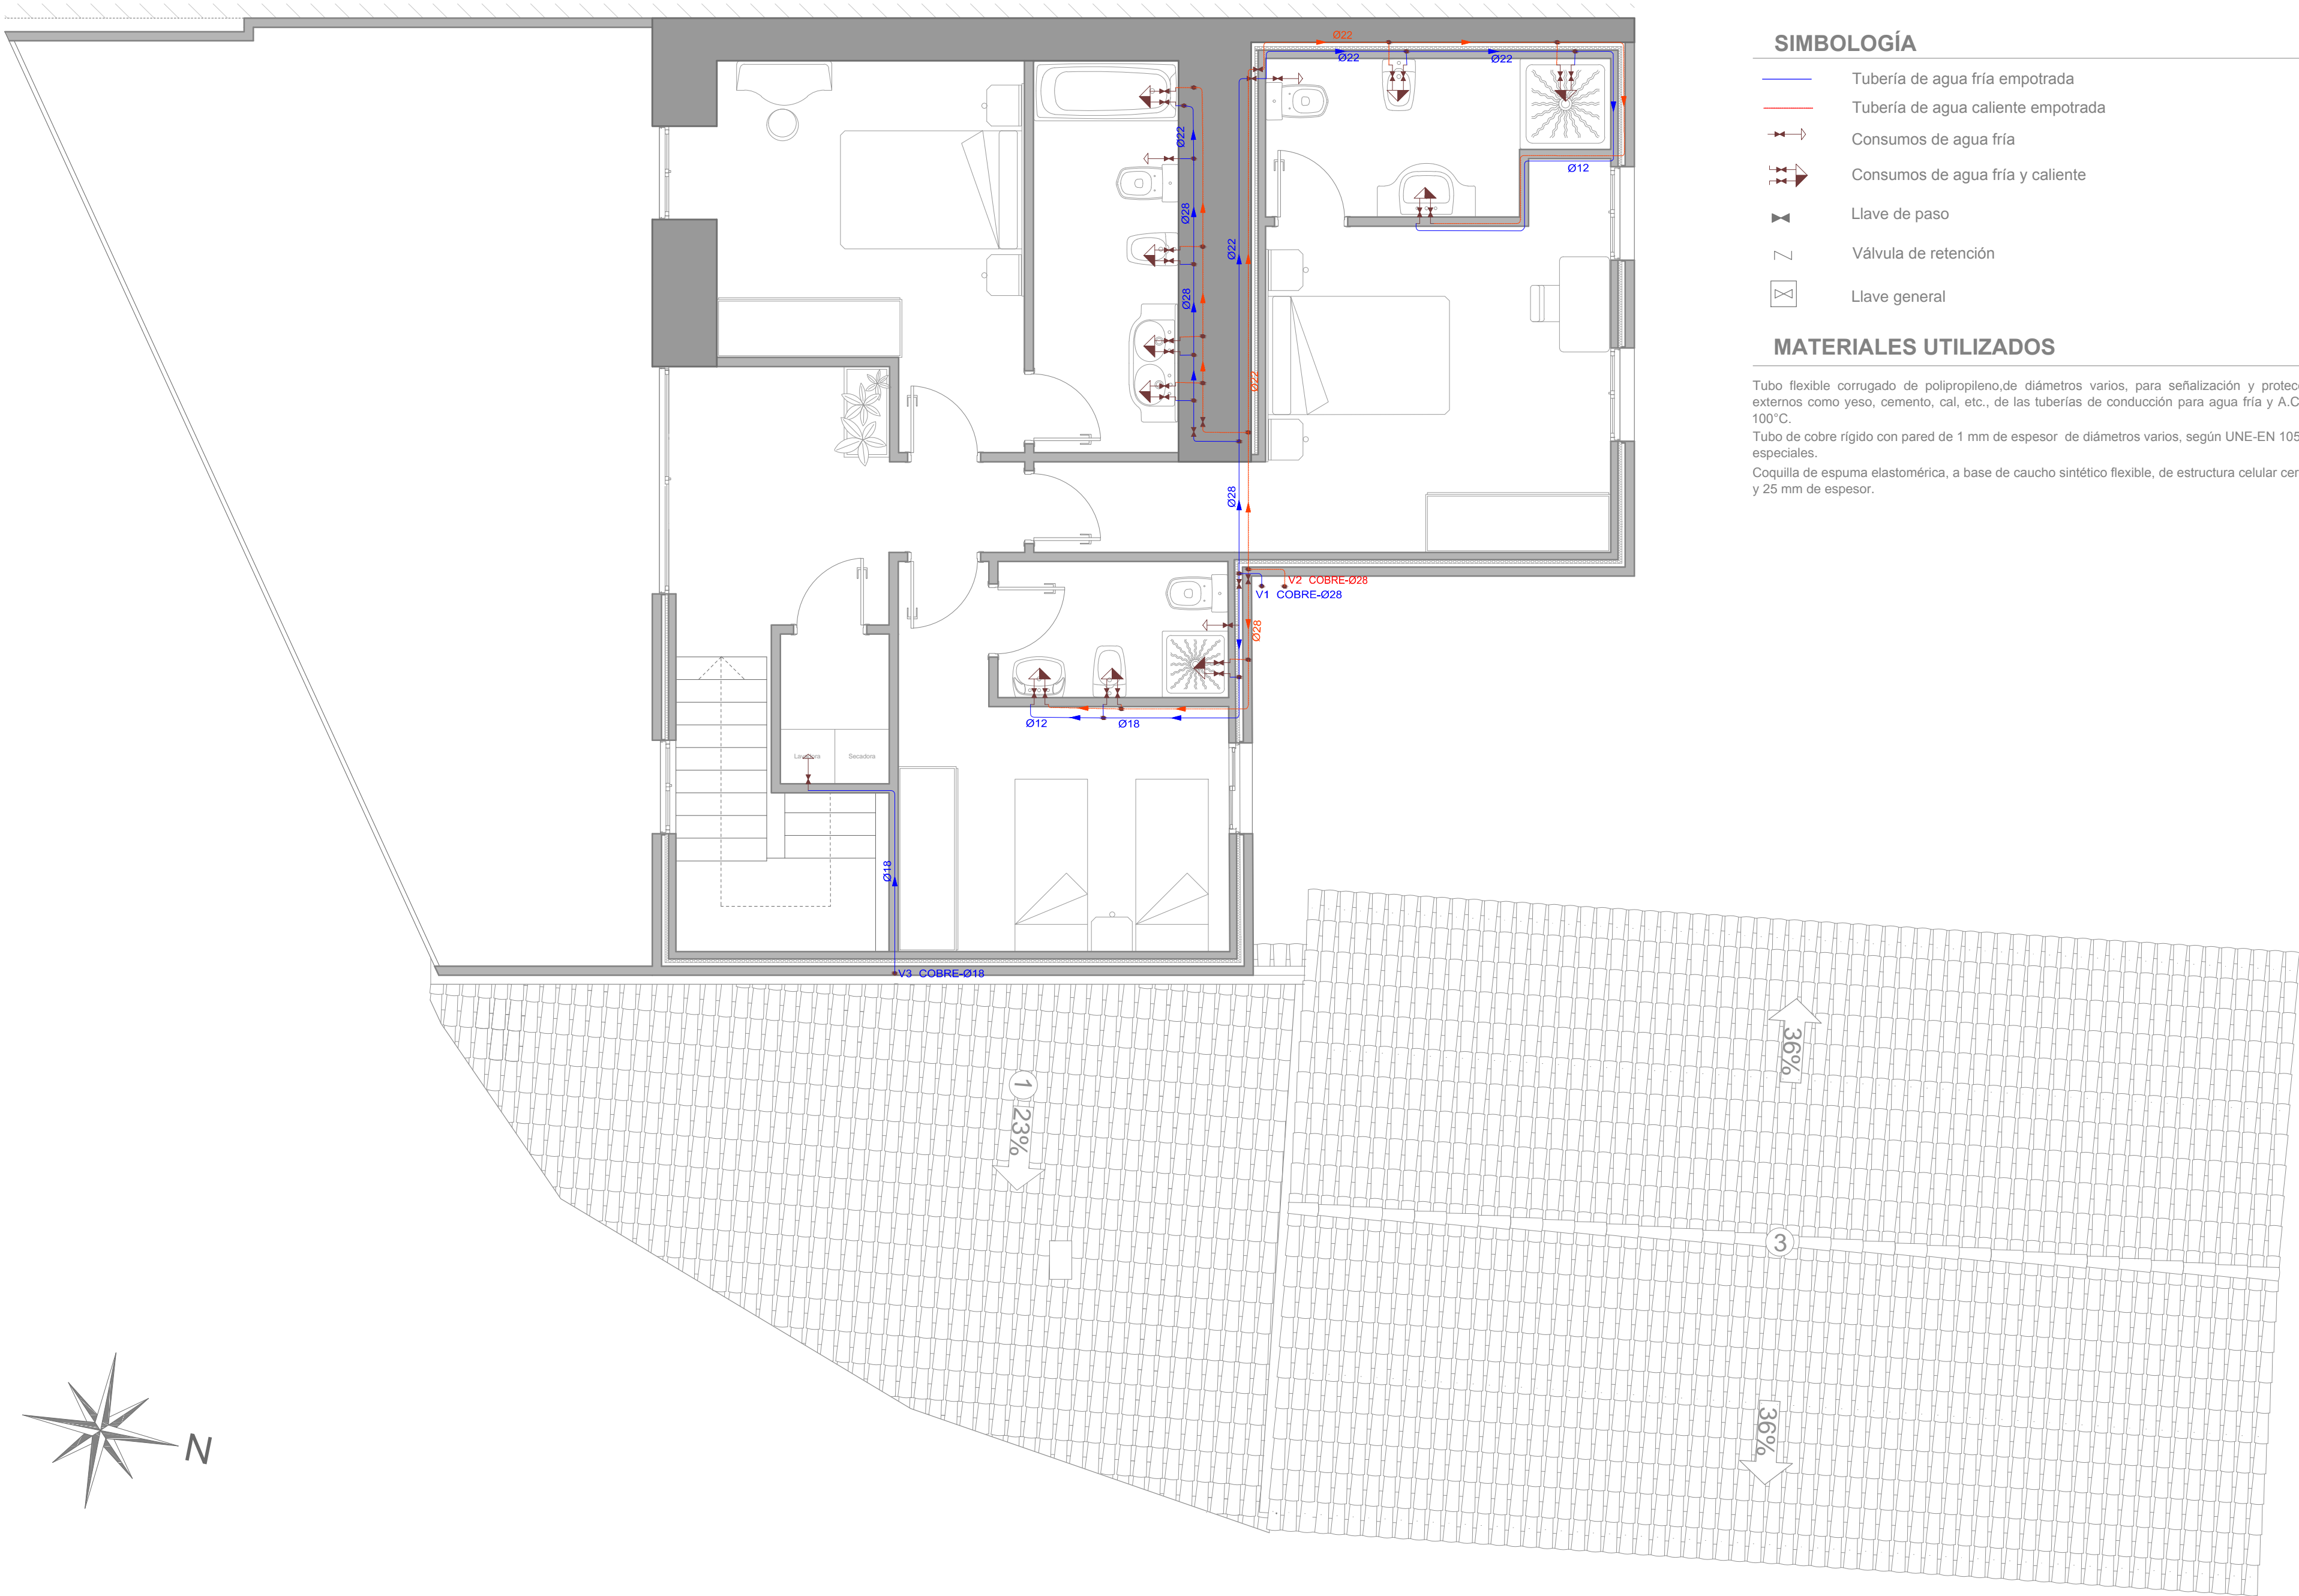 SIMBOLOGÍA
Tubería de agua fría empotrada
Tubería de agua caliente empotrada
Consumos de agua fría
Consumos de agua fría y caliente
Llave de paso
Válvula de retención
Llave general
MATERIALES UTILIZADOS
Tubo flexible corrugado de polipropileno,de diámetros varios, para señalización y protec
externos como yeso, cemento, cal, etc., de las tuberías de conducción para agua fría y A.C
100°C.
Tubo de cobre rígido con pared de 1 mm de espesor de diámetros varios, según UNE-EN 105
especiales.
Coquilla de espuma elastomérica, a base de caucho sintético flexible, de estructura celular cer
y 25 mm de espesor.
Ø22
Ø22
Ø22
Ø22
Ø12
Ø28
Ø22
Ø28
Ø22
Ø28
V2 COBRE-Ø28
V1 COBRE-Ø28
Ø28
Ø12
Ø18
Secadora
Ø18
V3 COBRE-Ø18
36%
1
23%
3
36%
N